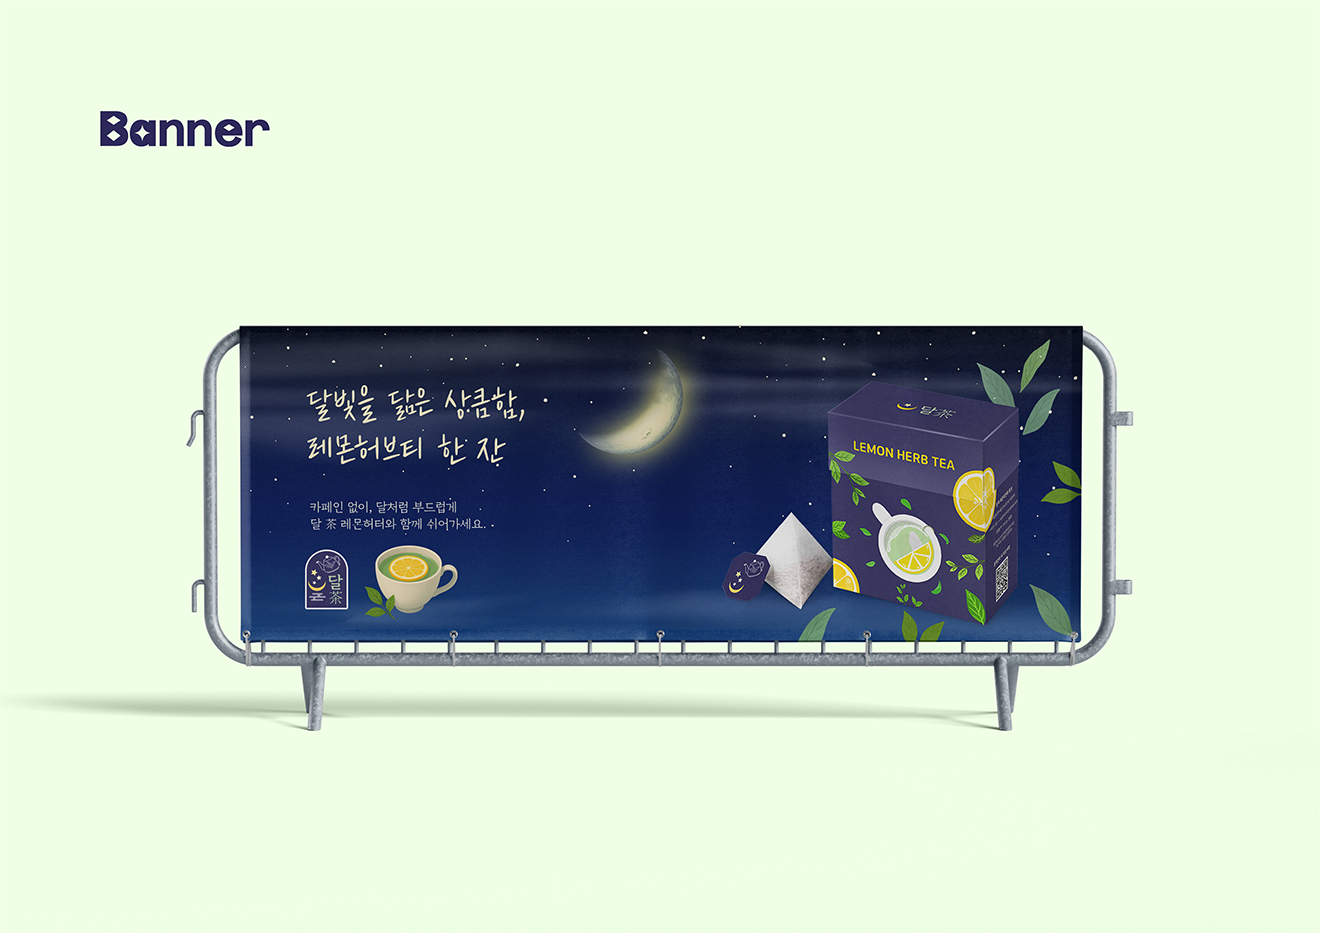 Banner
달빛을 닮은 상큼함,
레몬허브티 한 잔
카페인 없이, 달처럼 부드럽게
달 茶 레몬허터와 함께 쉬어가세요.
달
茶
달茶
LEMON HERB TEA